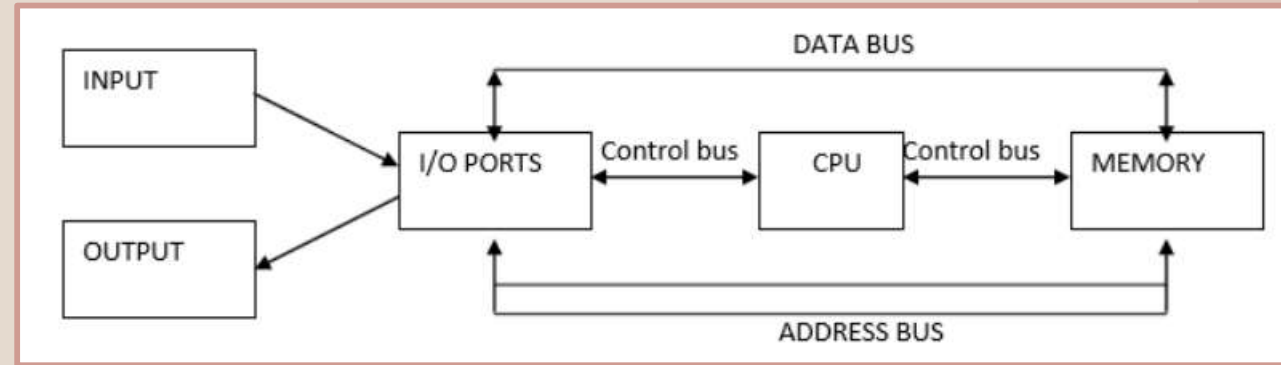 DATA BUS
INPUT
I/O PORTS
Control bus
CPU
Control bus
MEMORY
OUTPUT
ADDRESS BUS